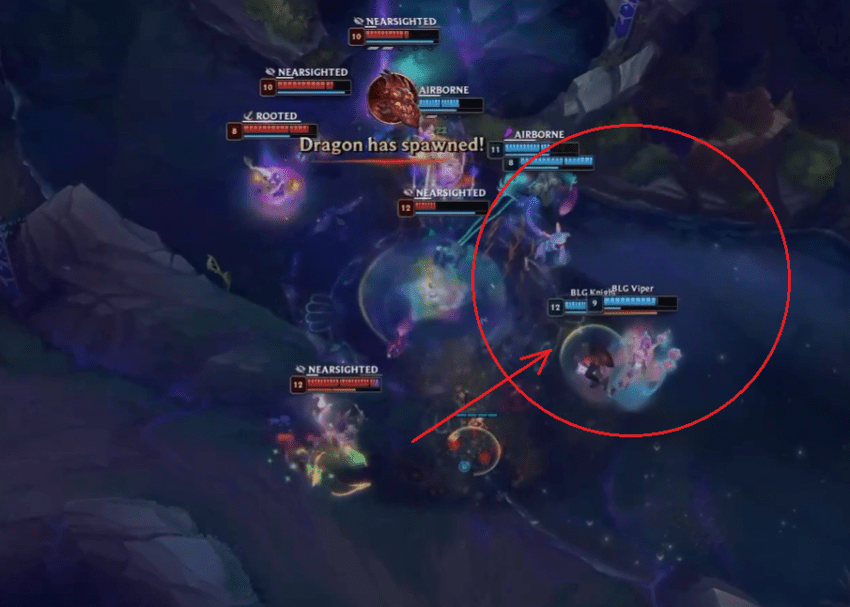 NEARSIGHTED
10
NEARSIGHTED
10
AIRBORNE
ROOTED
8
Dragon has spawned!
AIRBORNE
11
8
NEARSIGHTED
12
BLG Knight BLG Viper
12 9
NEARSIGHTED
12